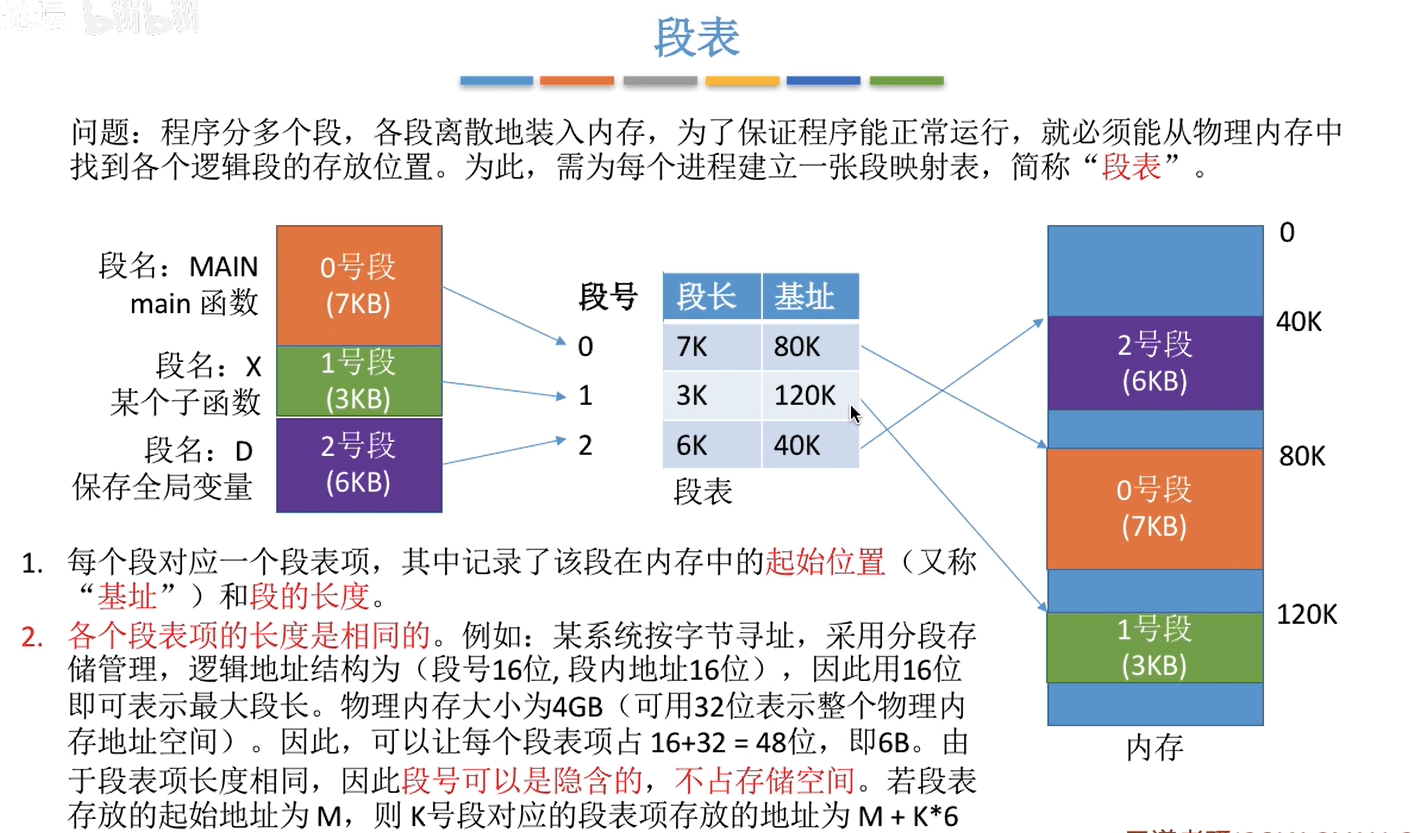 论坛 bilibili
段表
问题：程序分多个段，各段离散地装入内存，为了保证程序能正常运行，就必须能从物理内存中
找到各个逻辑段的存放位置。为此，需为每个进程建立一张段映射表，简称“段表”。
段名：MAIN
main 函数
0号段
(7KB)
段名：X
某个子函数
1号段
(3KB)
段名：D
保存全局变量
2号段
(6KB)
段号 段长 基址
0 7K 80K
1 3K 120K
2 6K 40K
段表
0
40K
2号段
(6KB)
80K
0号段
(7KB)
120K
1号段
(3KB)
内存
1. 每个段对应一个段表项，其中记录了该段在内存中的起始位置（又称
“基址”）和段的长度。
2. 各个段表项的长度是相同的。例如：某系统按字节寻址，采用分段存
储管理，逻辑地址结构为（段号16位, 段内地址16位），因此用16位
即可表示最大段长。物理内存大小为4GB（可用32位表示整个物理内
存地址空间）。因此，可以让每个段表项占 16+32 = 48位，即6B。由
于段表项长度相同，因此段号可以是隐含的，不占存储空间。若段表
存放的起始地址为 M，则 K号段对应的段表项存放的地址为 M + K*6